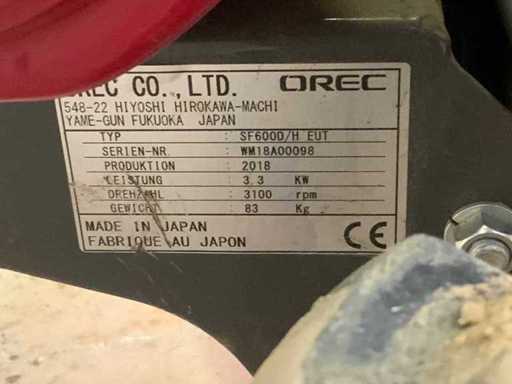 OREC CO.,LTD. OREC
548-22 HIYOSHI HIROKAWA-MACHI
YAME-GUN FUKUOKA JAPAN
TYP : SF600D/H EUT
SERIEN-NR. : WM18A00098
PRODUKTION : 2018
LEISTUNG : 3.3 KW
DREHZAHL : 3100 rpm
GEWICHT : 83 Kg
MADE IN JAPAN
FABRIQUE AU JAPON CE